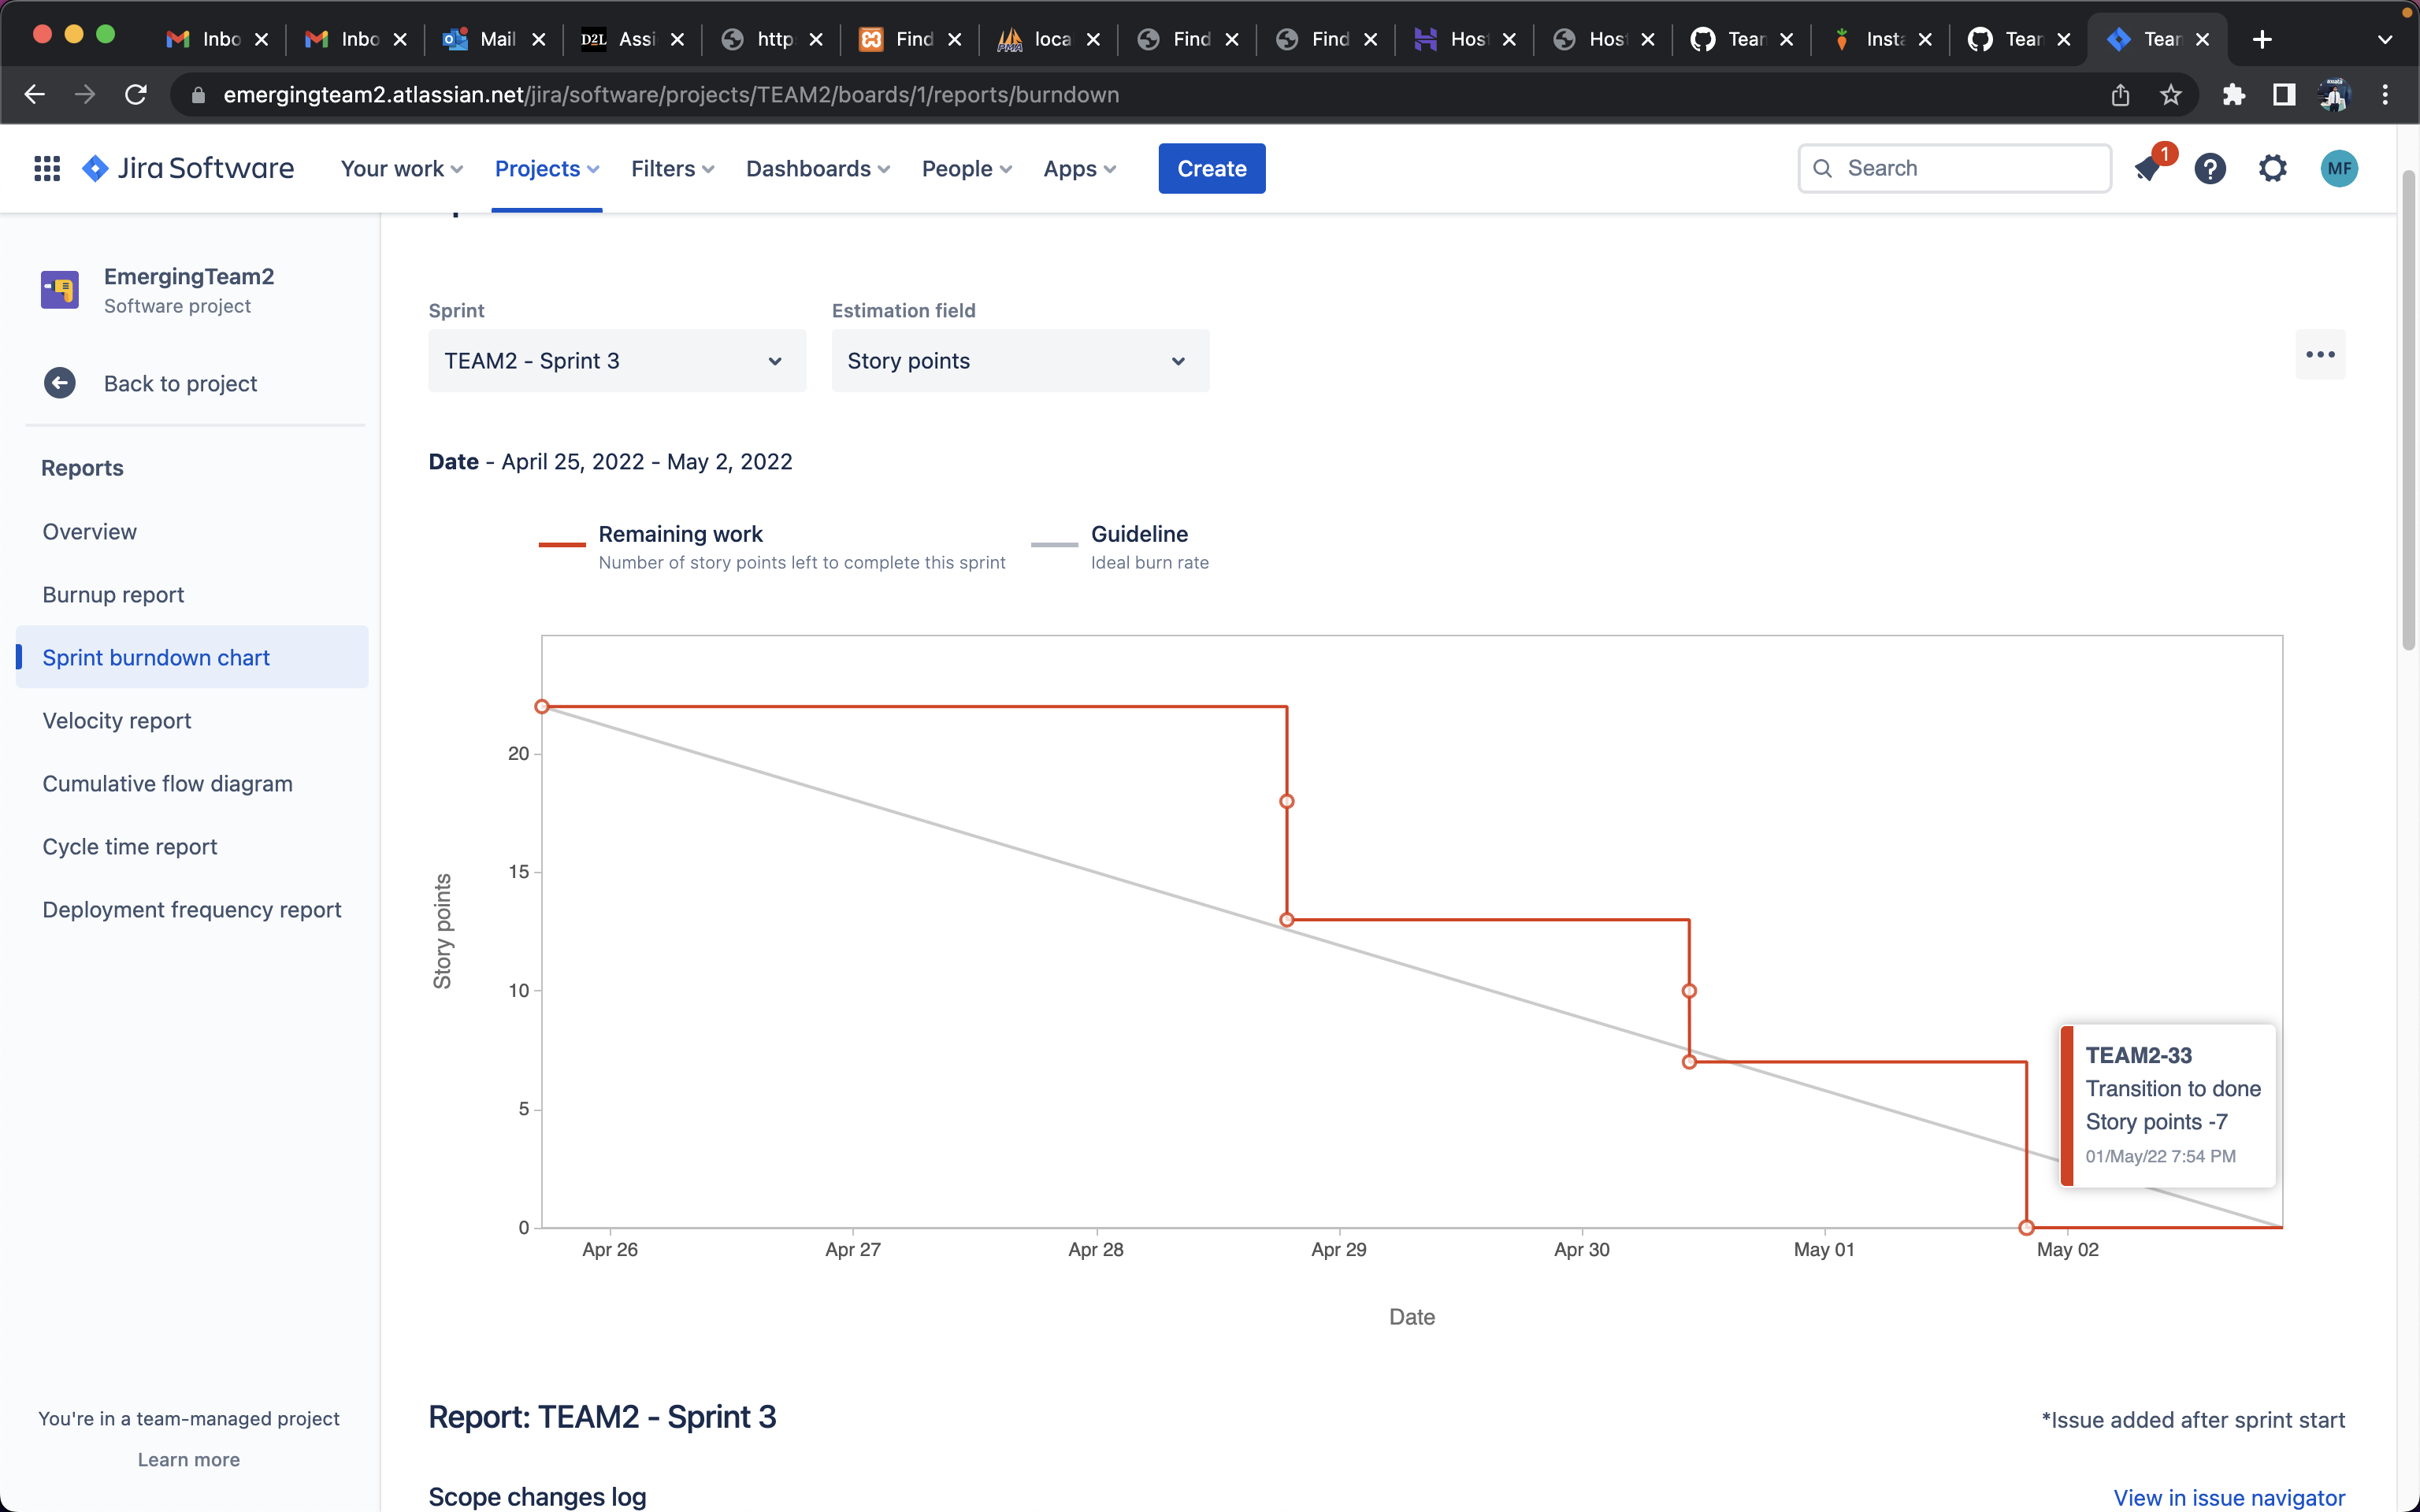 Inbo
Inbo
Mail
D2L Assi
http
Find
PMA loca
Find
Find
Host
Host
Tean
Insta
Tean
Tean
emergingteam2.atlassian.net/jira/software/projects/TEAM2/boards/1/reports/burndown
Jira Software
Your work
Projects
Filters
Dashboards
People
Apps
Create
Search
1
?
MF
EmergingTeam2
Software project
Back to project
Reports
Overview
Burnup report
Sprint burndown chart
Velocity report
Cumulative flow diagram
Cycle time report
Deployment frequency report
You're in a team-managed project
Learn more
Sprint
TEAM2 - Sprint 3
Estimation field
Story points
Date - April 25, 2022 - May 2, 2022
Remaining work
Number of story points left to complete this sprint
Guideline
Ideal burn rate
Story points
20
15
10
5
0
TEAM2-33
Transition to done
Story points -7
01/May/22 7:54 PM
Apr 26
Apr 27
Apr 28
Apr 29
Apr 30
May 01
May 02
Date
Report: TEAM2 - Sprint 3
*Issue added after sprint start
Scope changes log
View in issue navigator